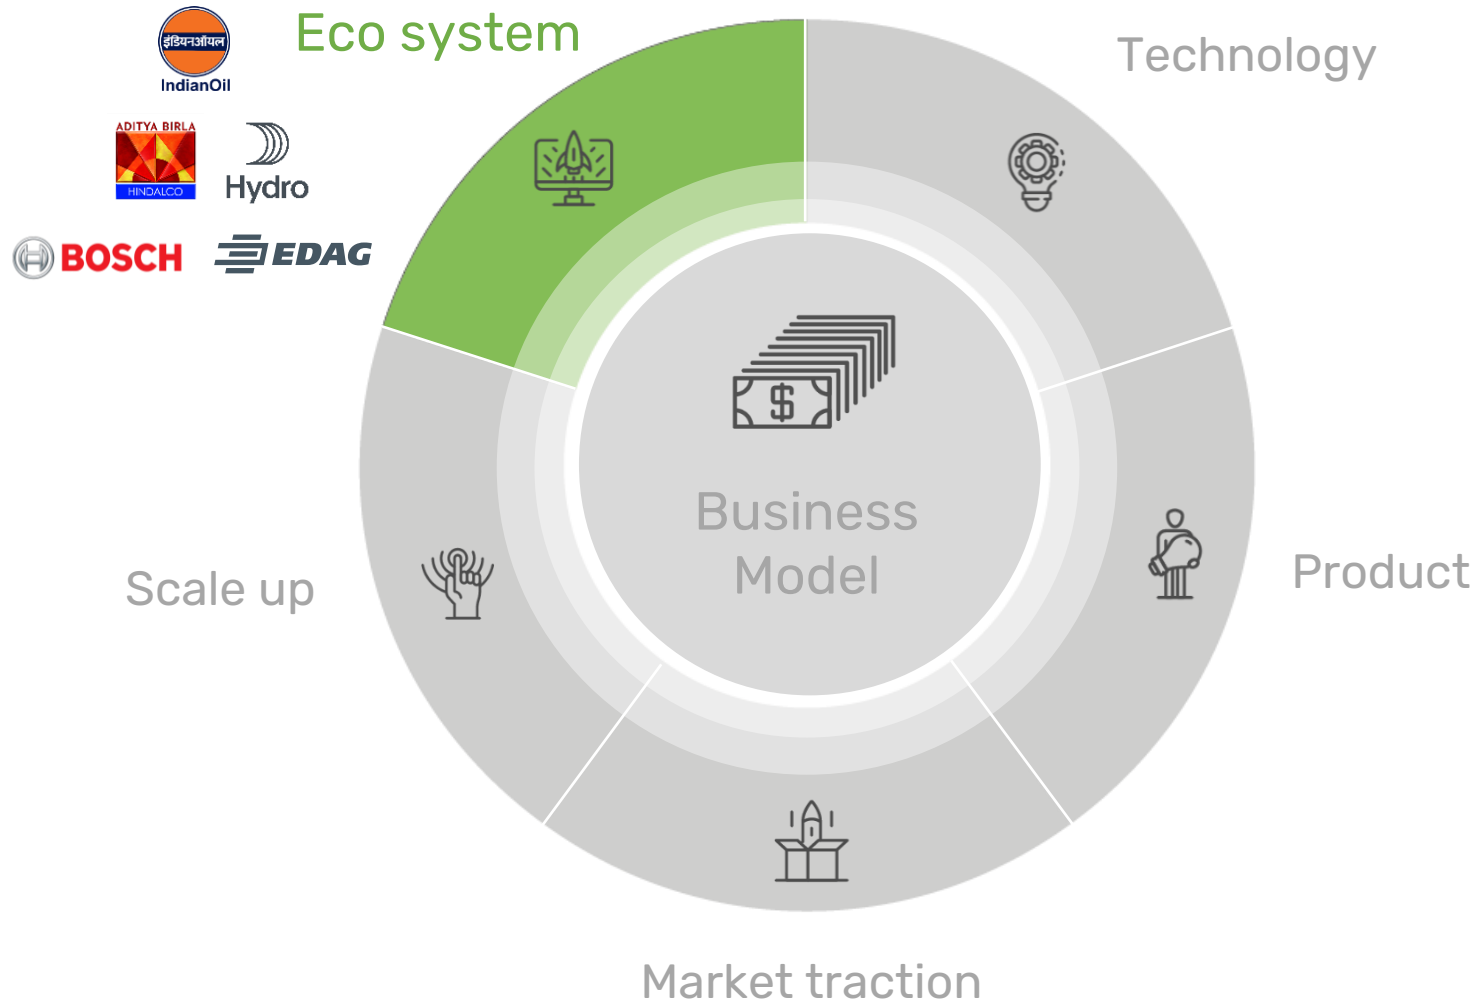 Eco system
Technology
इंडियनऑयल
IndianOil
ADITYA BIRLA
HINDALCO
Hydro
BOSCH
EDAG
$
Business
Model
Scale up
Product
Market traction